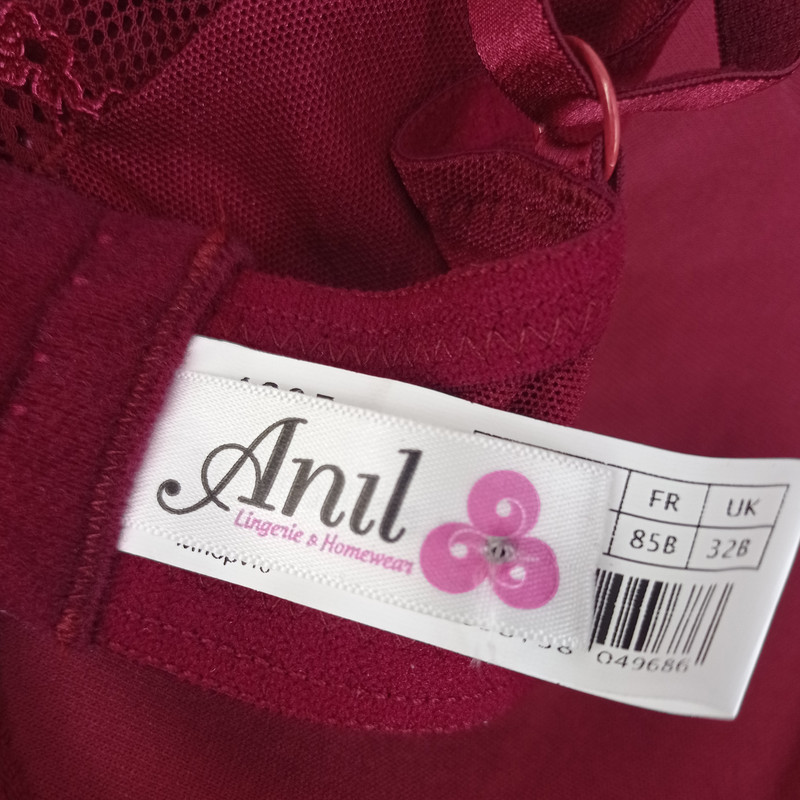 Anıl
Lingerie & Homewear
FR UK
85B 32B
049686